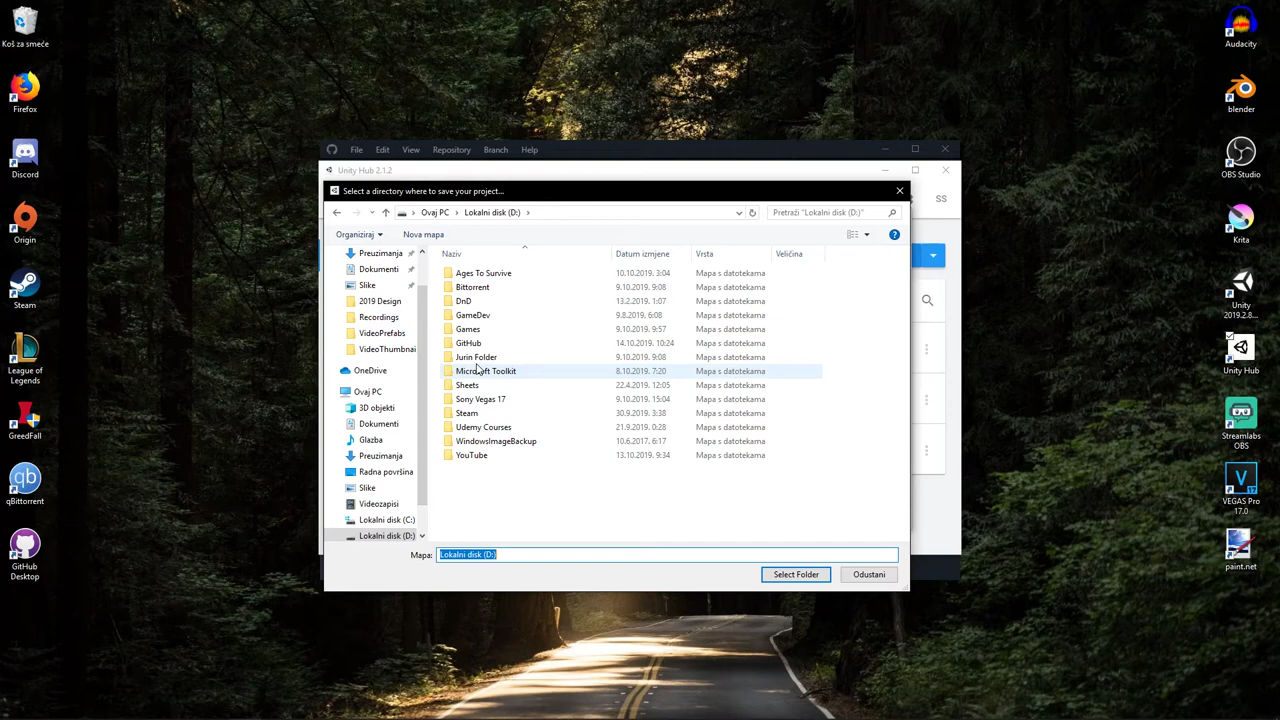 Koš za smeće
Firefox
Discord
Origin
Steam
League of
Legends
GreedFall
qBittorrent
GitHub
Desktop
File Edit View Repository Branch Help
Unity Hub 2.1.2
SS
Select a directory where to save your project...
Ovaj PC Lokalni disk (D:)
Pretraži "Lokalni disk (D:)"
Organiziraj Nova mapa
Preuzimanja
Dokumenti
Slike
2019 Design
Recordings
VideoPrefabs
VideoThumbnai
OneDrive
Ovaj PC
3D objekti
Dokumenti
Glazba
Preuzimanja
Radna površina
Slike
Videozapisi
Lokalni disk (C:)
Lokalni disk (D:)
Naziv Datum izmjene Vrsta Veličina
Ages To Survive 10.10.2019. 3:04 Mapa s datotekama
Bittorrent 9.10.2019. 9:08 Mapa s datotekama
DnD 13.2.2019. 1:07 Mapa s datotekama
GameDev 9.8.2019. 6:08 Mapa s datotekama
Games 9.10.2019. 9:57 Mapa s datotekama
GitHub 14.10.2019. 10:24 Mapa s datotekama
Jurin Folder 9.10.2019. 9:08 Mapa s datotekama
Microsoft Toolkit 8.10.2019. 7:20 Mapa s datotekama
Sheets 22.4.2019. 12:05 Mapa s datotekama
Sony Vegas 17 9.10.2019. 15:04 Mapa s datotekama
Steam 30.9.2019. 3:38 Mapa s datotekama
Udemy Courses 21.9.2019. 0:28 Mapa s datotekama
WindowsImageBackup 10.6.2017. 6:17 Mapa s datotekama
YouTube 13.10.2019. 9:34 Mapa s datotekama
Mapa: Lokalni disk (D:)
Select Folder Odustani
Audacity
blender
OBS Studio
Krita
Unity
2019.2.8...
Unity Hub
Streamlabs
OBS
VEGAS Pro
17.0
paint.net